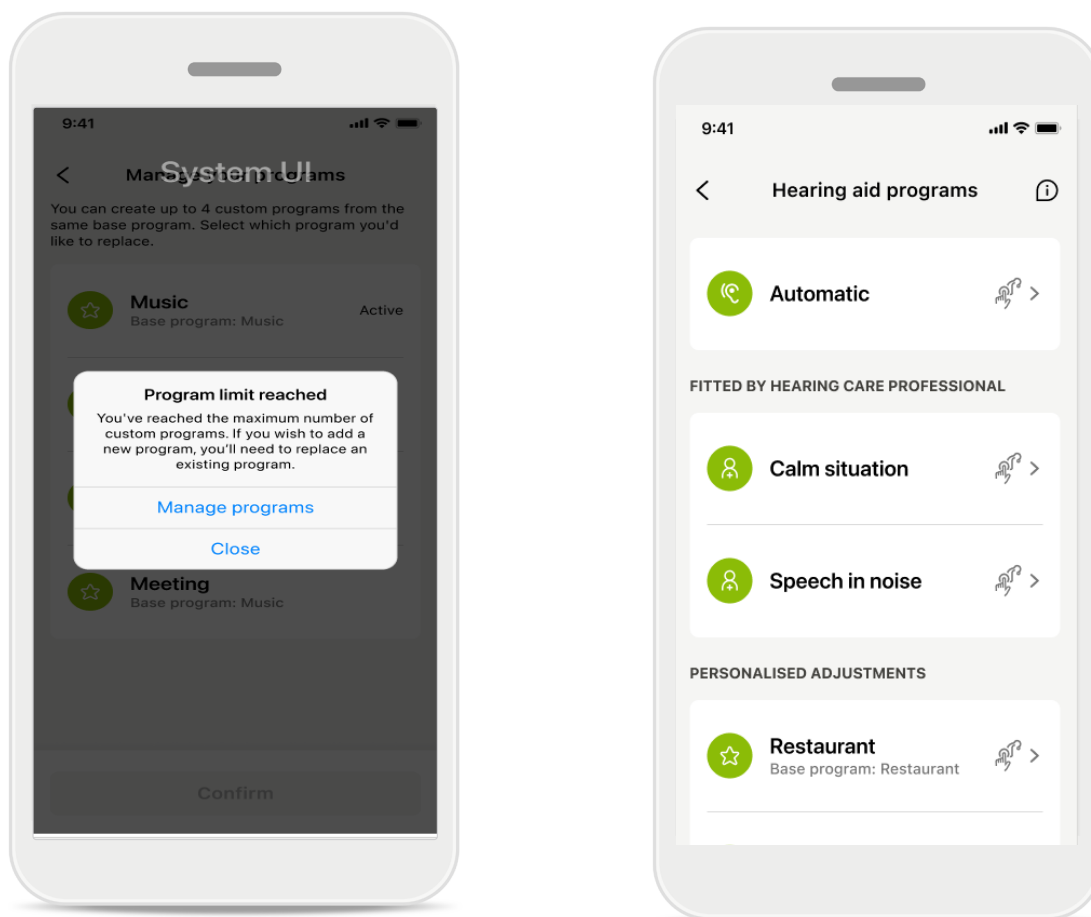 9:41
System UI
Manage your programs
You can create up to 4 custom programs from the
same base program. Select which program you'd
like to replace.
Music
Base program: Music
Active
Program limit reached
You've reached the maximum number of
custom programs. If you wish to add a
new program, you'll need to replace an
existing program.
Manage programs
Close
Meeting
Base program: Music
Confirm
9:41
Hearing aid programs
Automatic
FITTED BY HEARING CARE PROFESSIONAL
Calm situation
Speech in noise
PERSONALISED ADJUSTMENTS
Restaurant
Base program: Restaurant